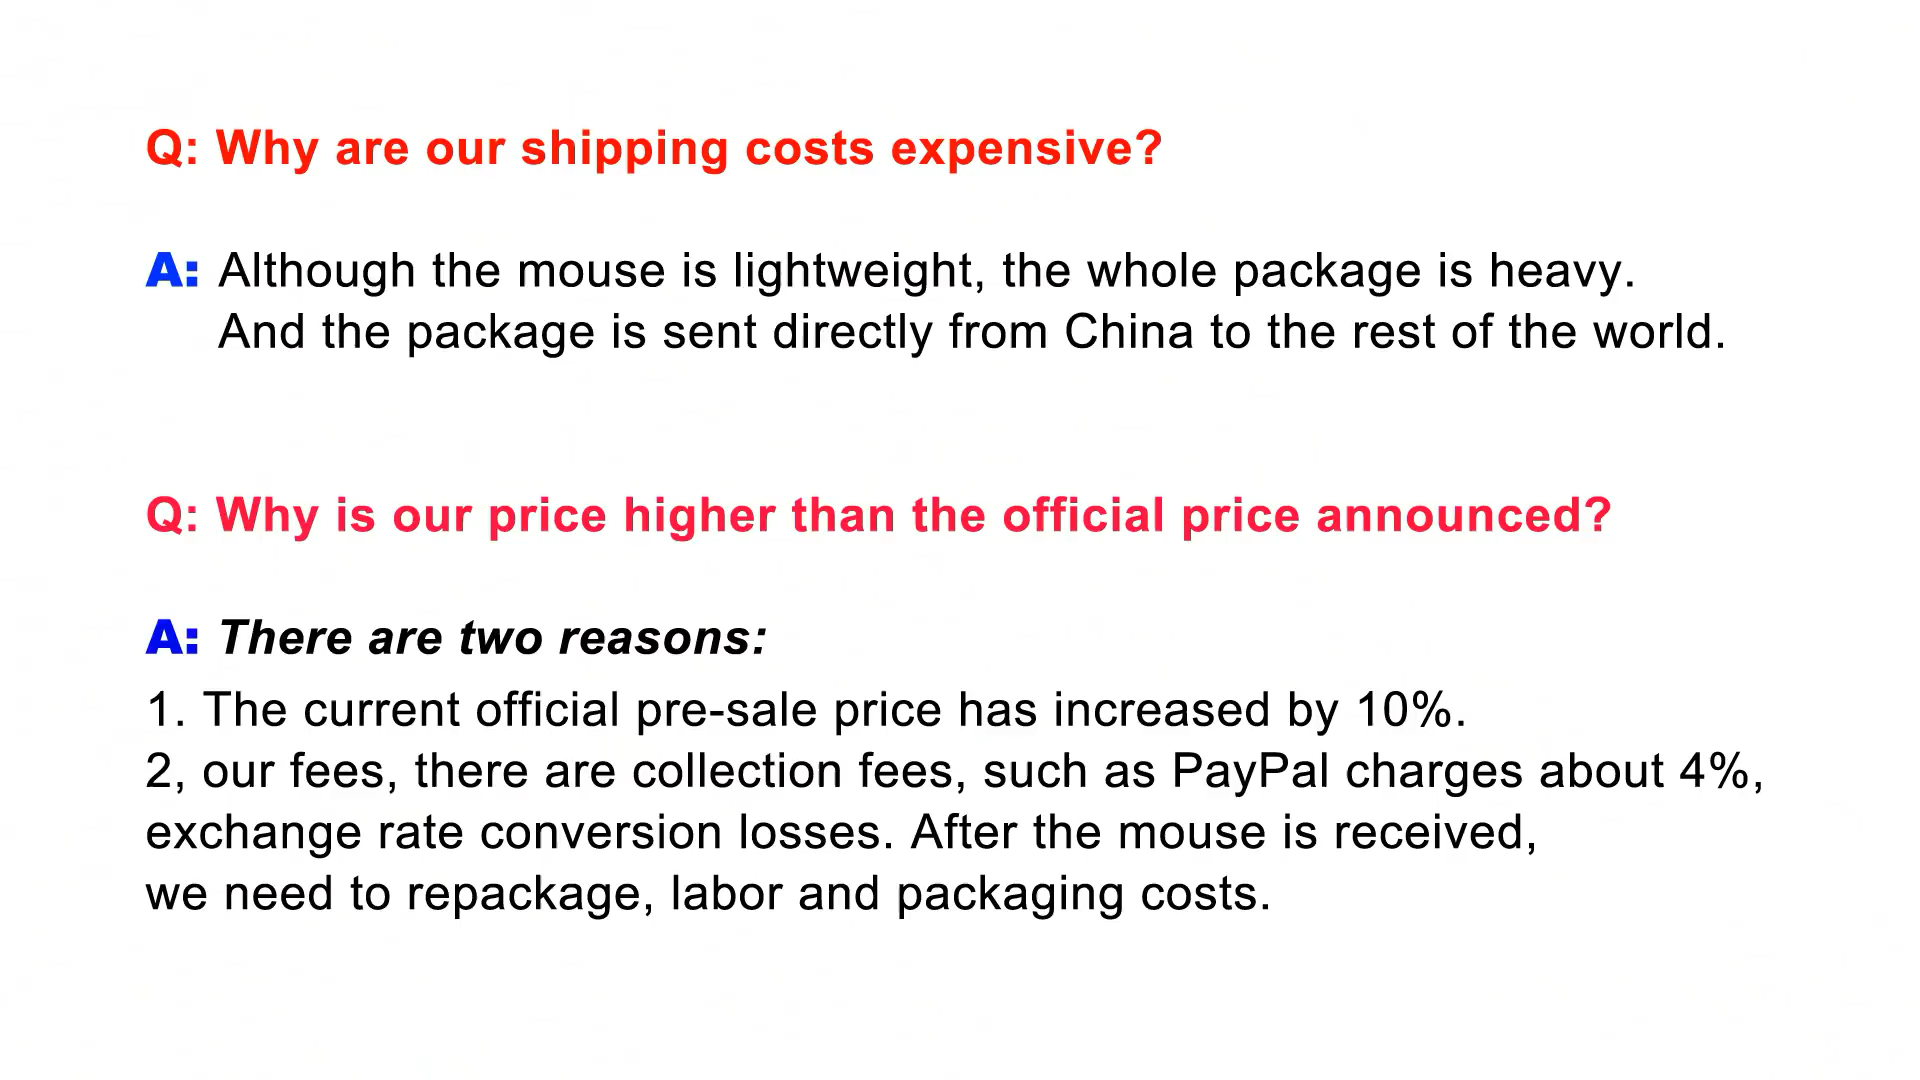 Q: Why are our shipping costs expensive?
A: Although the mouse is lightweight, the whole package is heavy.
And the package is sent directly from China to the rest of the world.
Q: Why is our price higher than the official price announced?
A: There are two reasons:
1. The current official pre-sale price has increased by 10%.
2, our fees, there are collection fees, such as PayPal charges about 4%,
exchange rate conversion losses. After the mouse is received,
we need to repackage, labor and packaging costs.